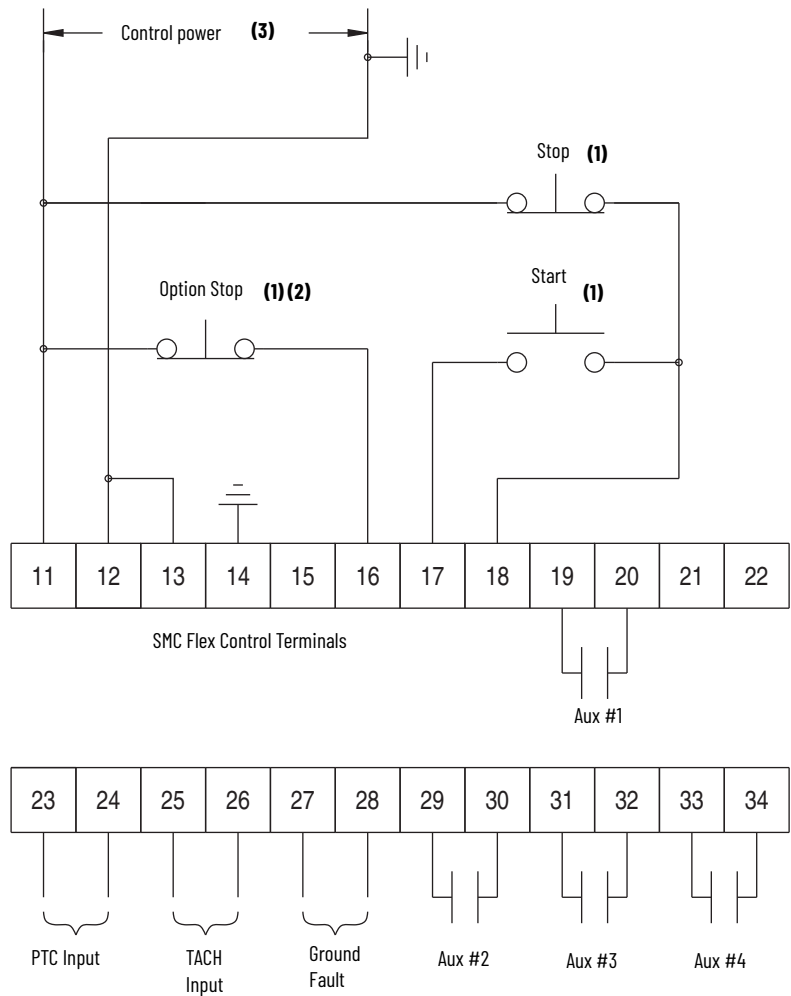 Control power (3)
Stop (1)
Option Stop (1)(2)
Start (1)
11 12 13 14 15 16 17 18 19 20 21 22
SMC Flex Control Terminals
Aux #1
23 24 25 26 27 28 29 30 31 32 33 34
PTC Input
TACH
Input
Ground
Fault
Aux #2
Aux #3
Aux #4